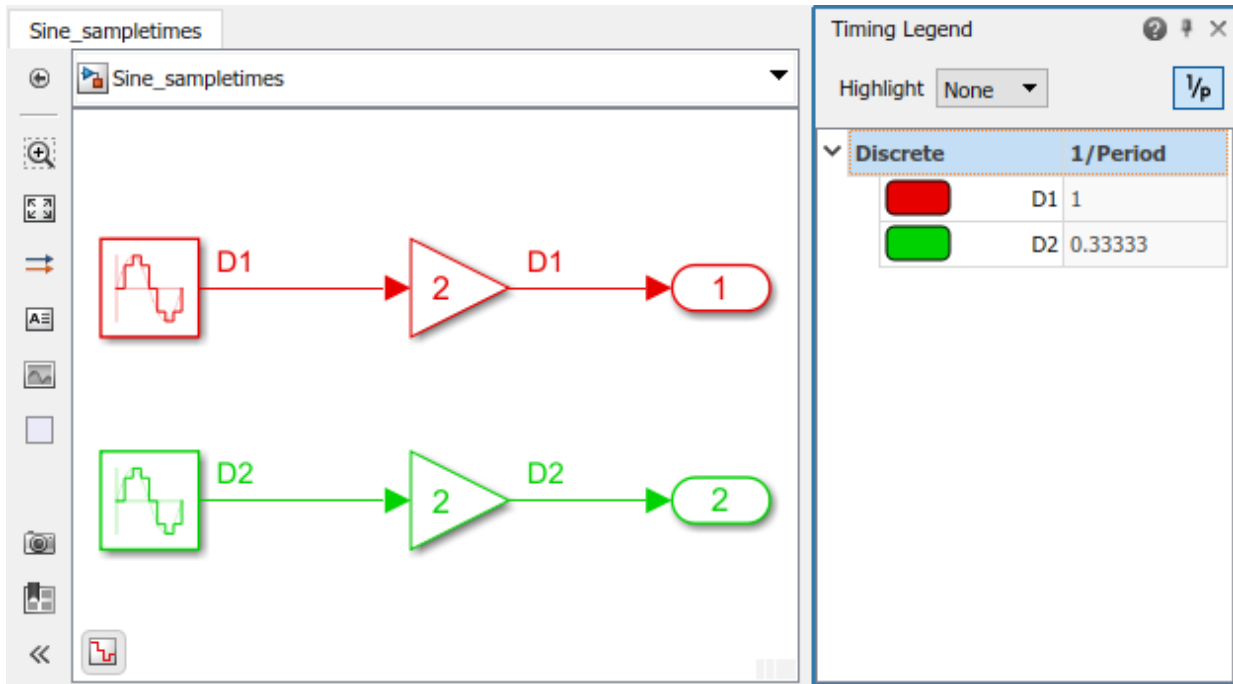 Sine_sampletimes
Sine_sampletimes
D1
2
D1
1
D2
2
D2
2
Timing Legend
Highlight None 1/p
Discrete 1/Period
D1 1
D2 0.33333